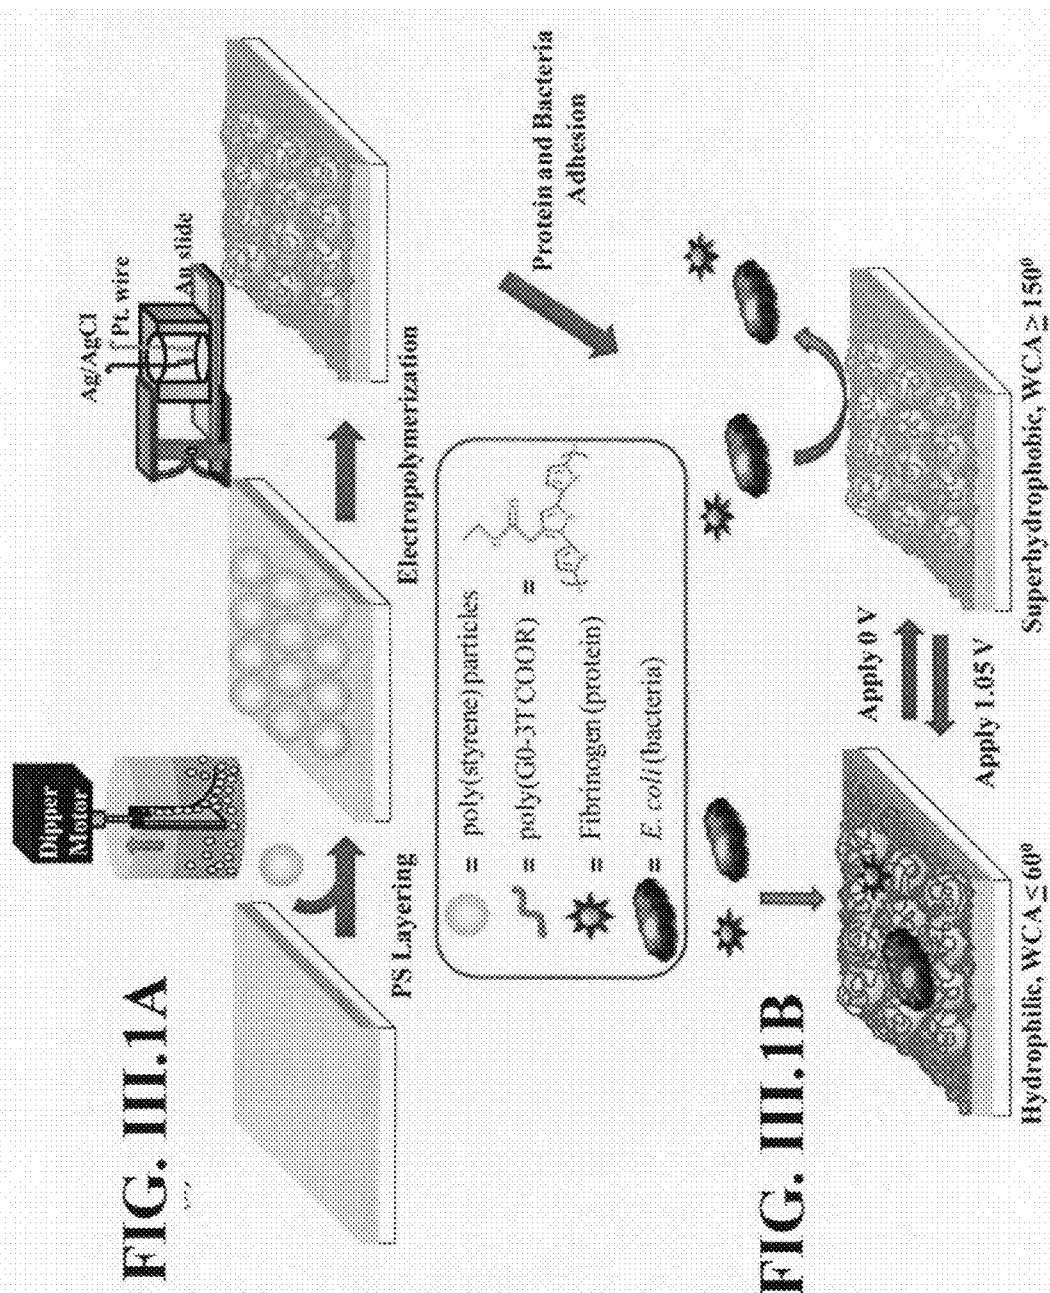 FIG. III.1A
Dipper
Motor
PS Layering
Ag/AgCl
Pt. wire
Au slide
Electropolymerization
= poly(styrene) particles
= poly(G0-3T COOR) =
= Fibrinogen (protein)
= E. coli (bacteria)
Protein and Bacteria
Adhesion
FIG. III.1B
Hydrophilic, WCA ≤ 60⁰
Apply 0 V
Apply 1.05 V
Superhydrophobic, WCA ≥ 150⁰